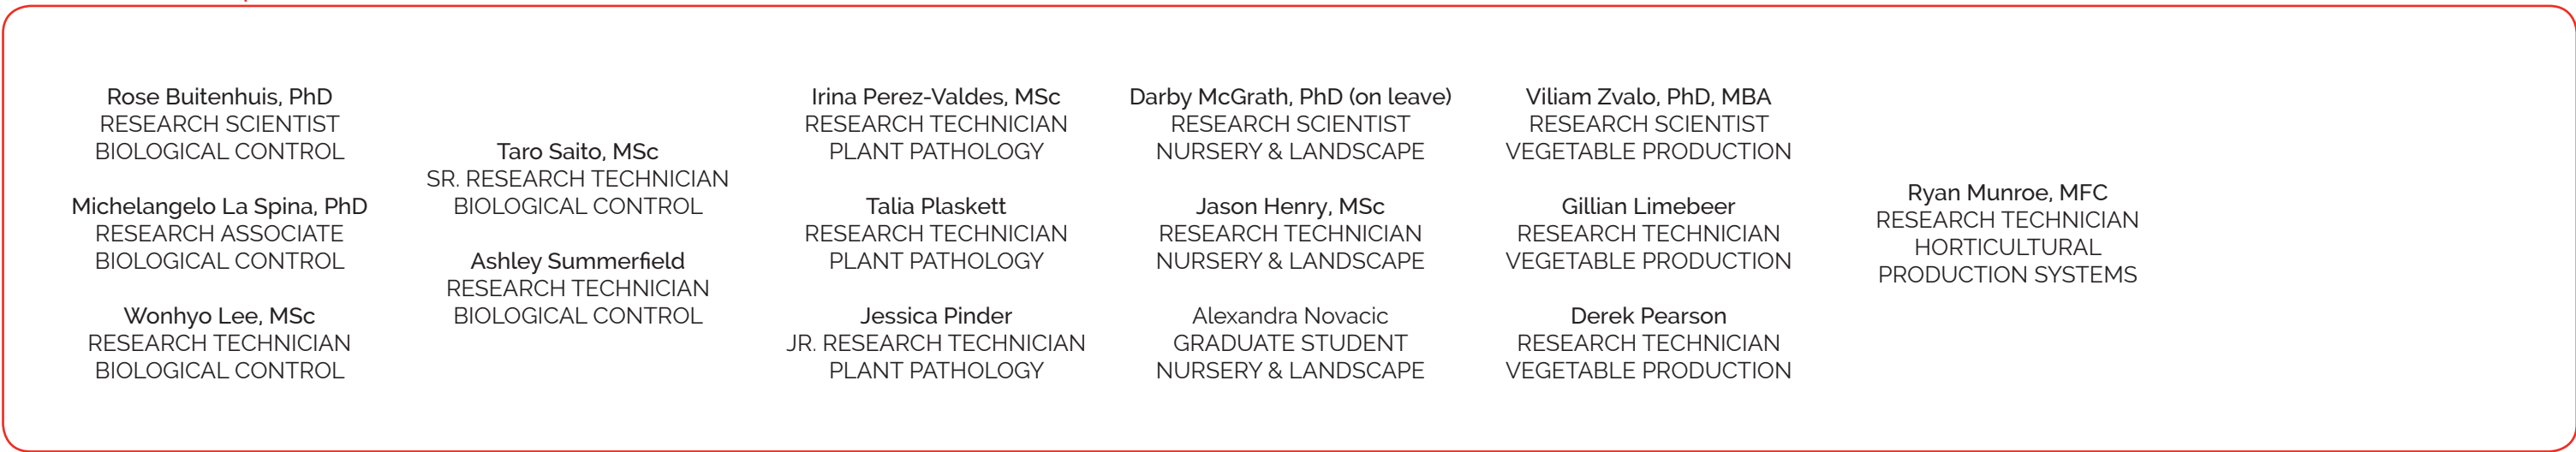 Rose Buitenhuis, PhD
RESEARCH SCIENTIST
BIOLOGICAL CONTROL
Michelangelo La Spina, PhD
RESEARCH ASSOCIATE
BIOLOGICAL CONTROL
Wonhyo Lee, MSc
RESEARCH TECHNICIAN
BIOLOGICAL CONTROL
Taro Saito, MSc
SR. RESEARCH TECHNICIAN
BIOLOGICAL CONTROL
Ashley Summerfield
RESEARCH TECHNICIAN
BIOLOGICAL CONTROL
Irina Perez-Valdes, MSc
RESEARCH TECHNICIAN
PLANT PATHOLOGY
Talia Plaskett
RESEARCH TECHNICIAN
PLANT PATHOLOGY
Jessica Pinder
JR. RESEARCH TECHNICIAN
PLANT PATHOLOGY
Darby McGrath, PhD (on leave)
RESEARCH SCIENTIST
NURSERY & LANDSCAPE
Jason Henry, MSc
RESEARCH TECHNICIAN
NURSERY & LANDSCAPE
Alexandra Novacic
GRADUATE STUDENT
NURSERY & LANDSCAPE
Viliam Zvalo, PhD, MBA
RESEARCH SCIENTIST
VEGETABLE PRODUCTION
Gillian Limebeer
RESEARCH TECHNICIAN
VEGETABLE PRODUCTION
Derek Pearson
RESEARCH TECHNICIAN
VEGETABLE PRODUCTION
Ryan Munroe, MFC
RESEARCH TECHNICIAN
HORTICULTURAL
PRODUCTION SYSTEMS